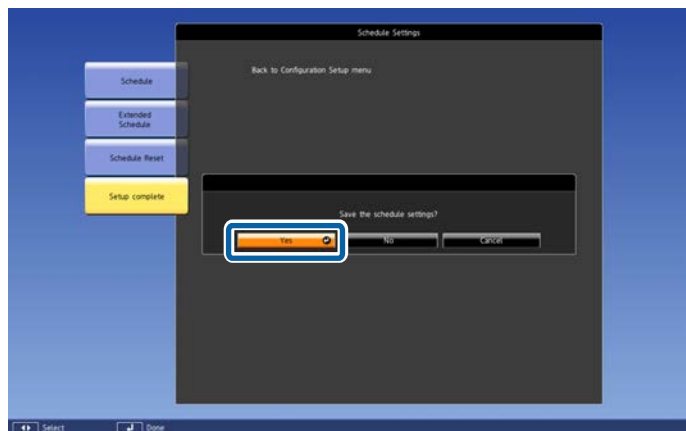 Schedule Settings
Back to Configuration Setup menu
Schedule
Extended
Schedule
Schedule Reset
Setup complete
Save the schedule settings?
Yes No Cancel
Select Done